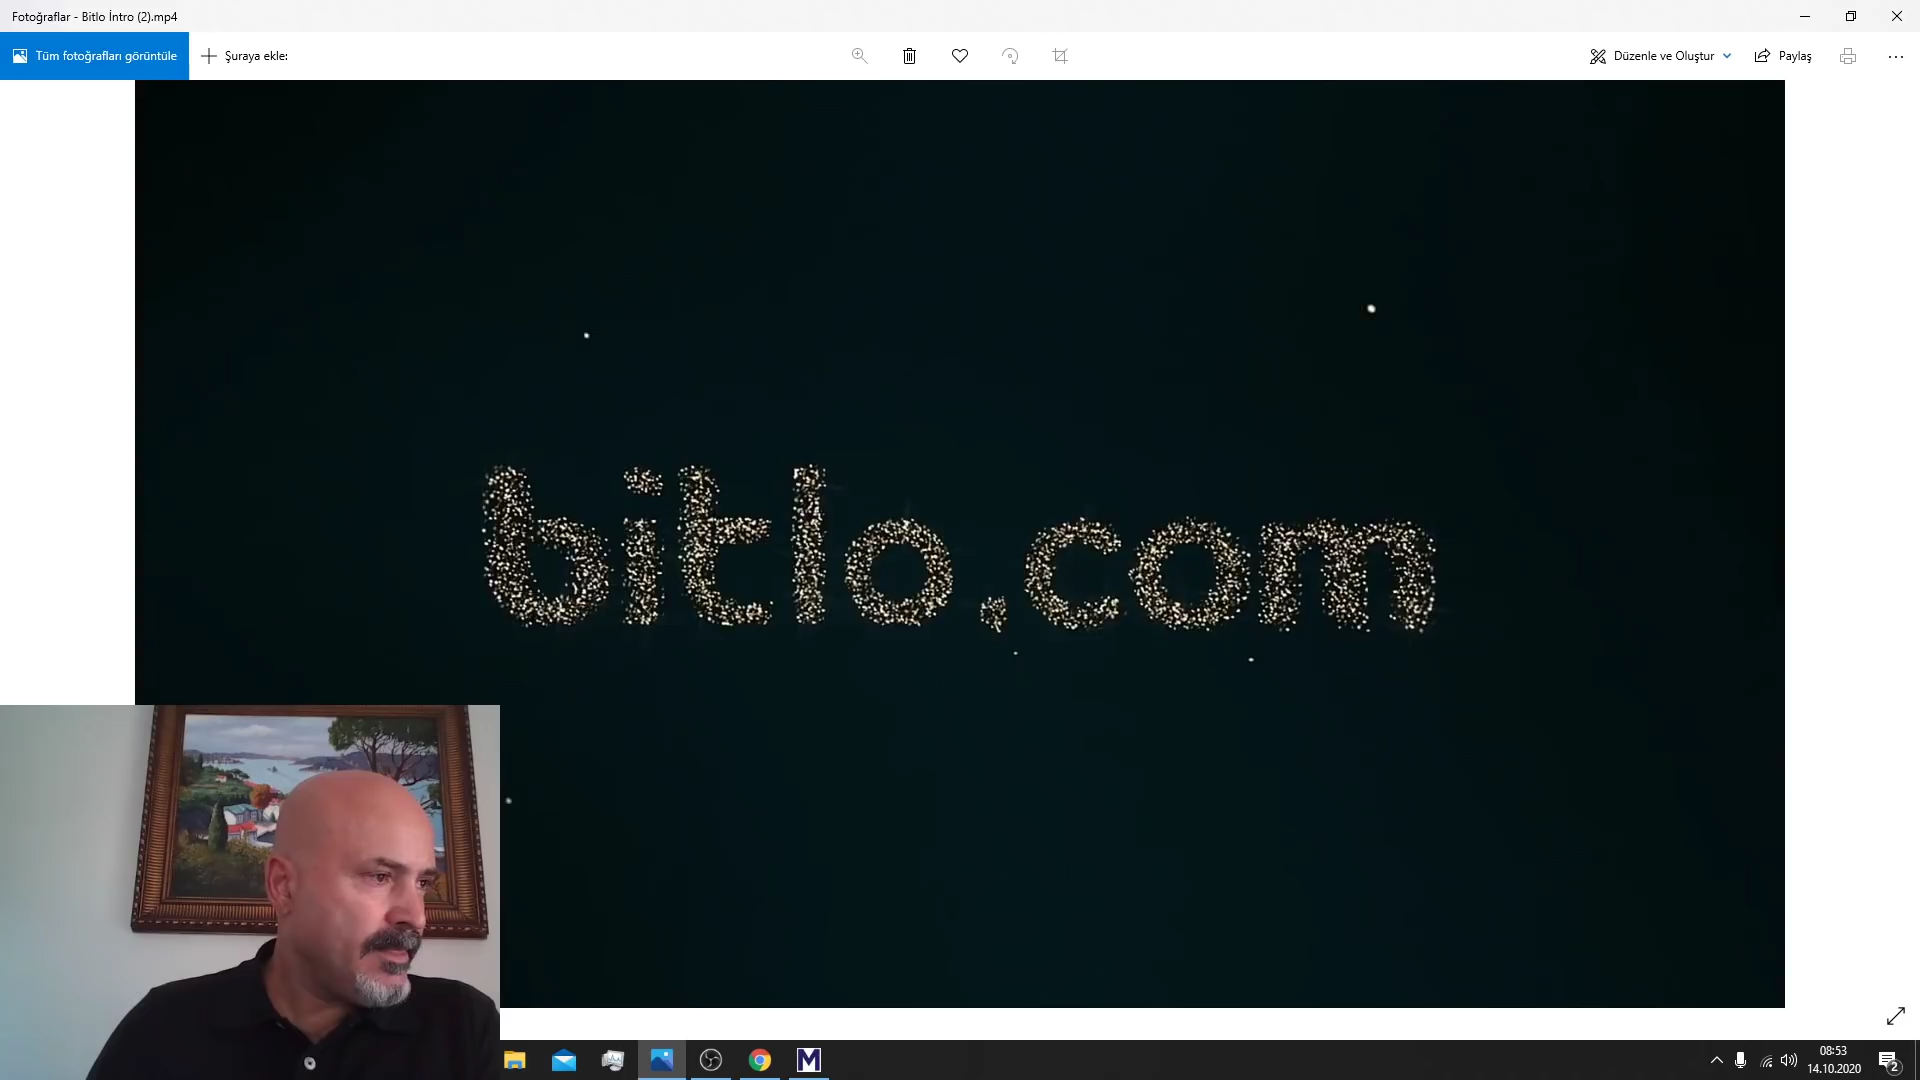 Fotoğraflar - Bitlo İntro (2).mp4
Tüm fotoğrafları görüntüle
Şuraya ekle:
Düzenle ve Oluştur
Paylaş
bitlo.com
M
08:53
14.10.2020
2